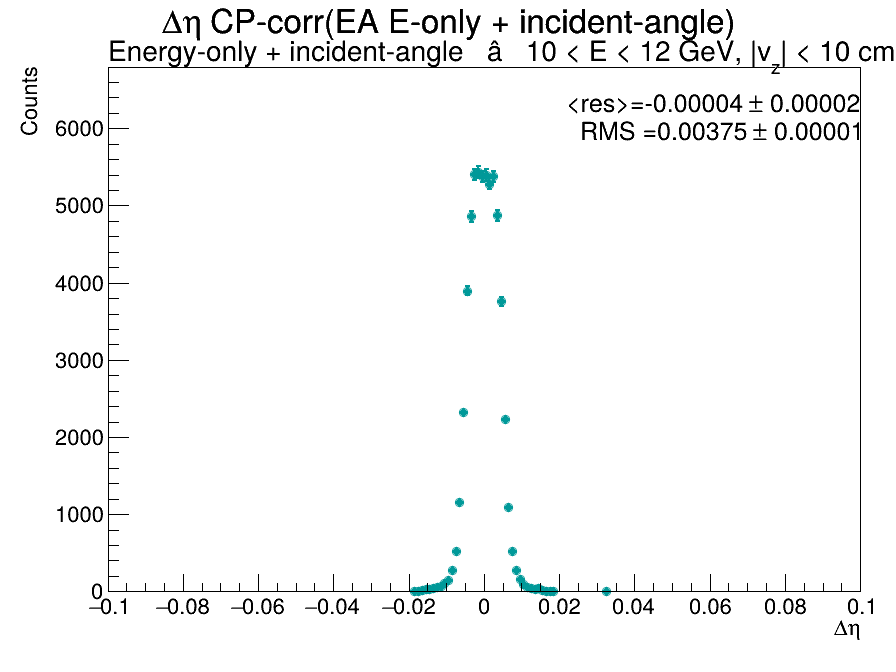 Δη CP-corr(EA E-only + incident-angle)
Energy-only + incident-angle â 10 < E < 12 GeV, |v_z| < 10 cm
Counts
<res>=-0.00004 ± 0.00002
RMS =0.00375 ± 0.00001
6000
5000
4000
3000
2000
1000
0
−0.1 −0.08 −0.06 −0.04 −0.02 0 0.02 0.04 0.06 0.08 0.1
Δη